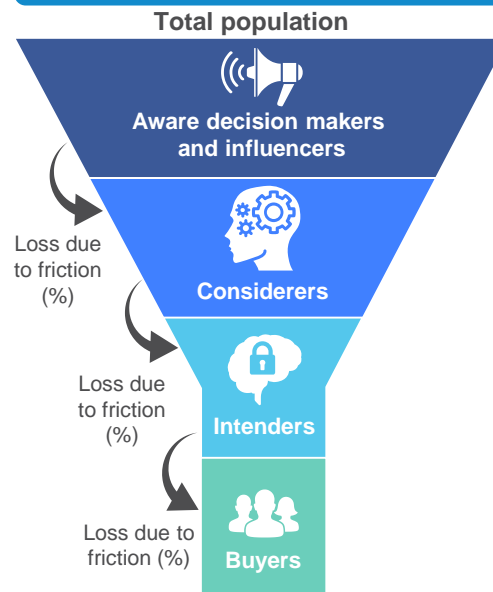 Total population
Aware decision makers
and influencers
Loss due
to friction
(%)
Considerers
Loss due
to friction
(%)
Intenders
Loss due to
friction (%)
Buyers